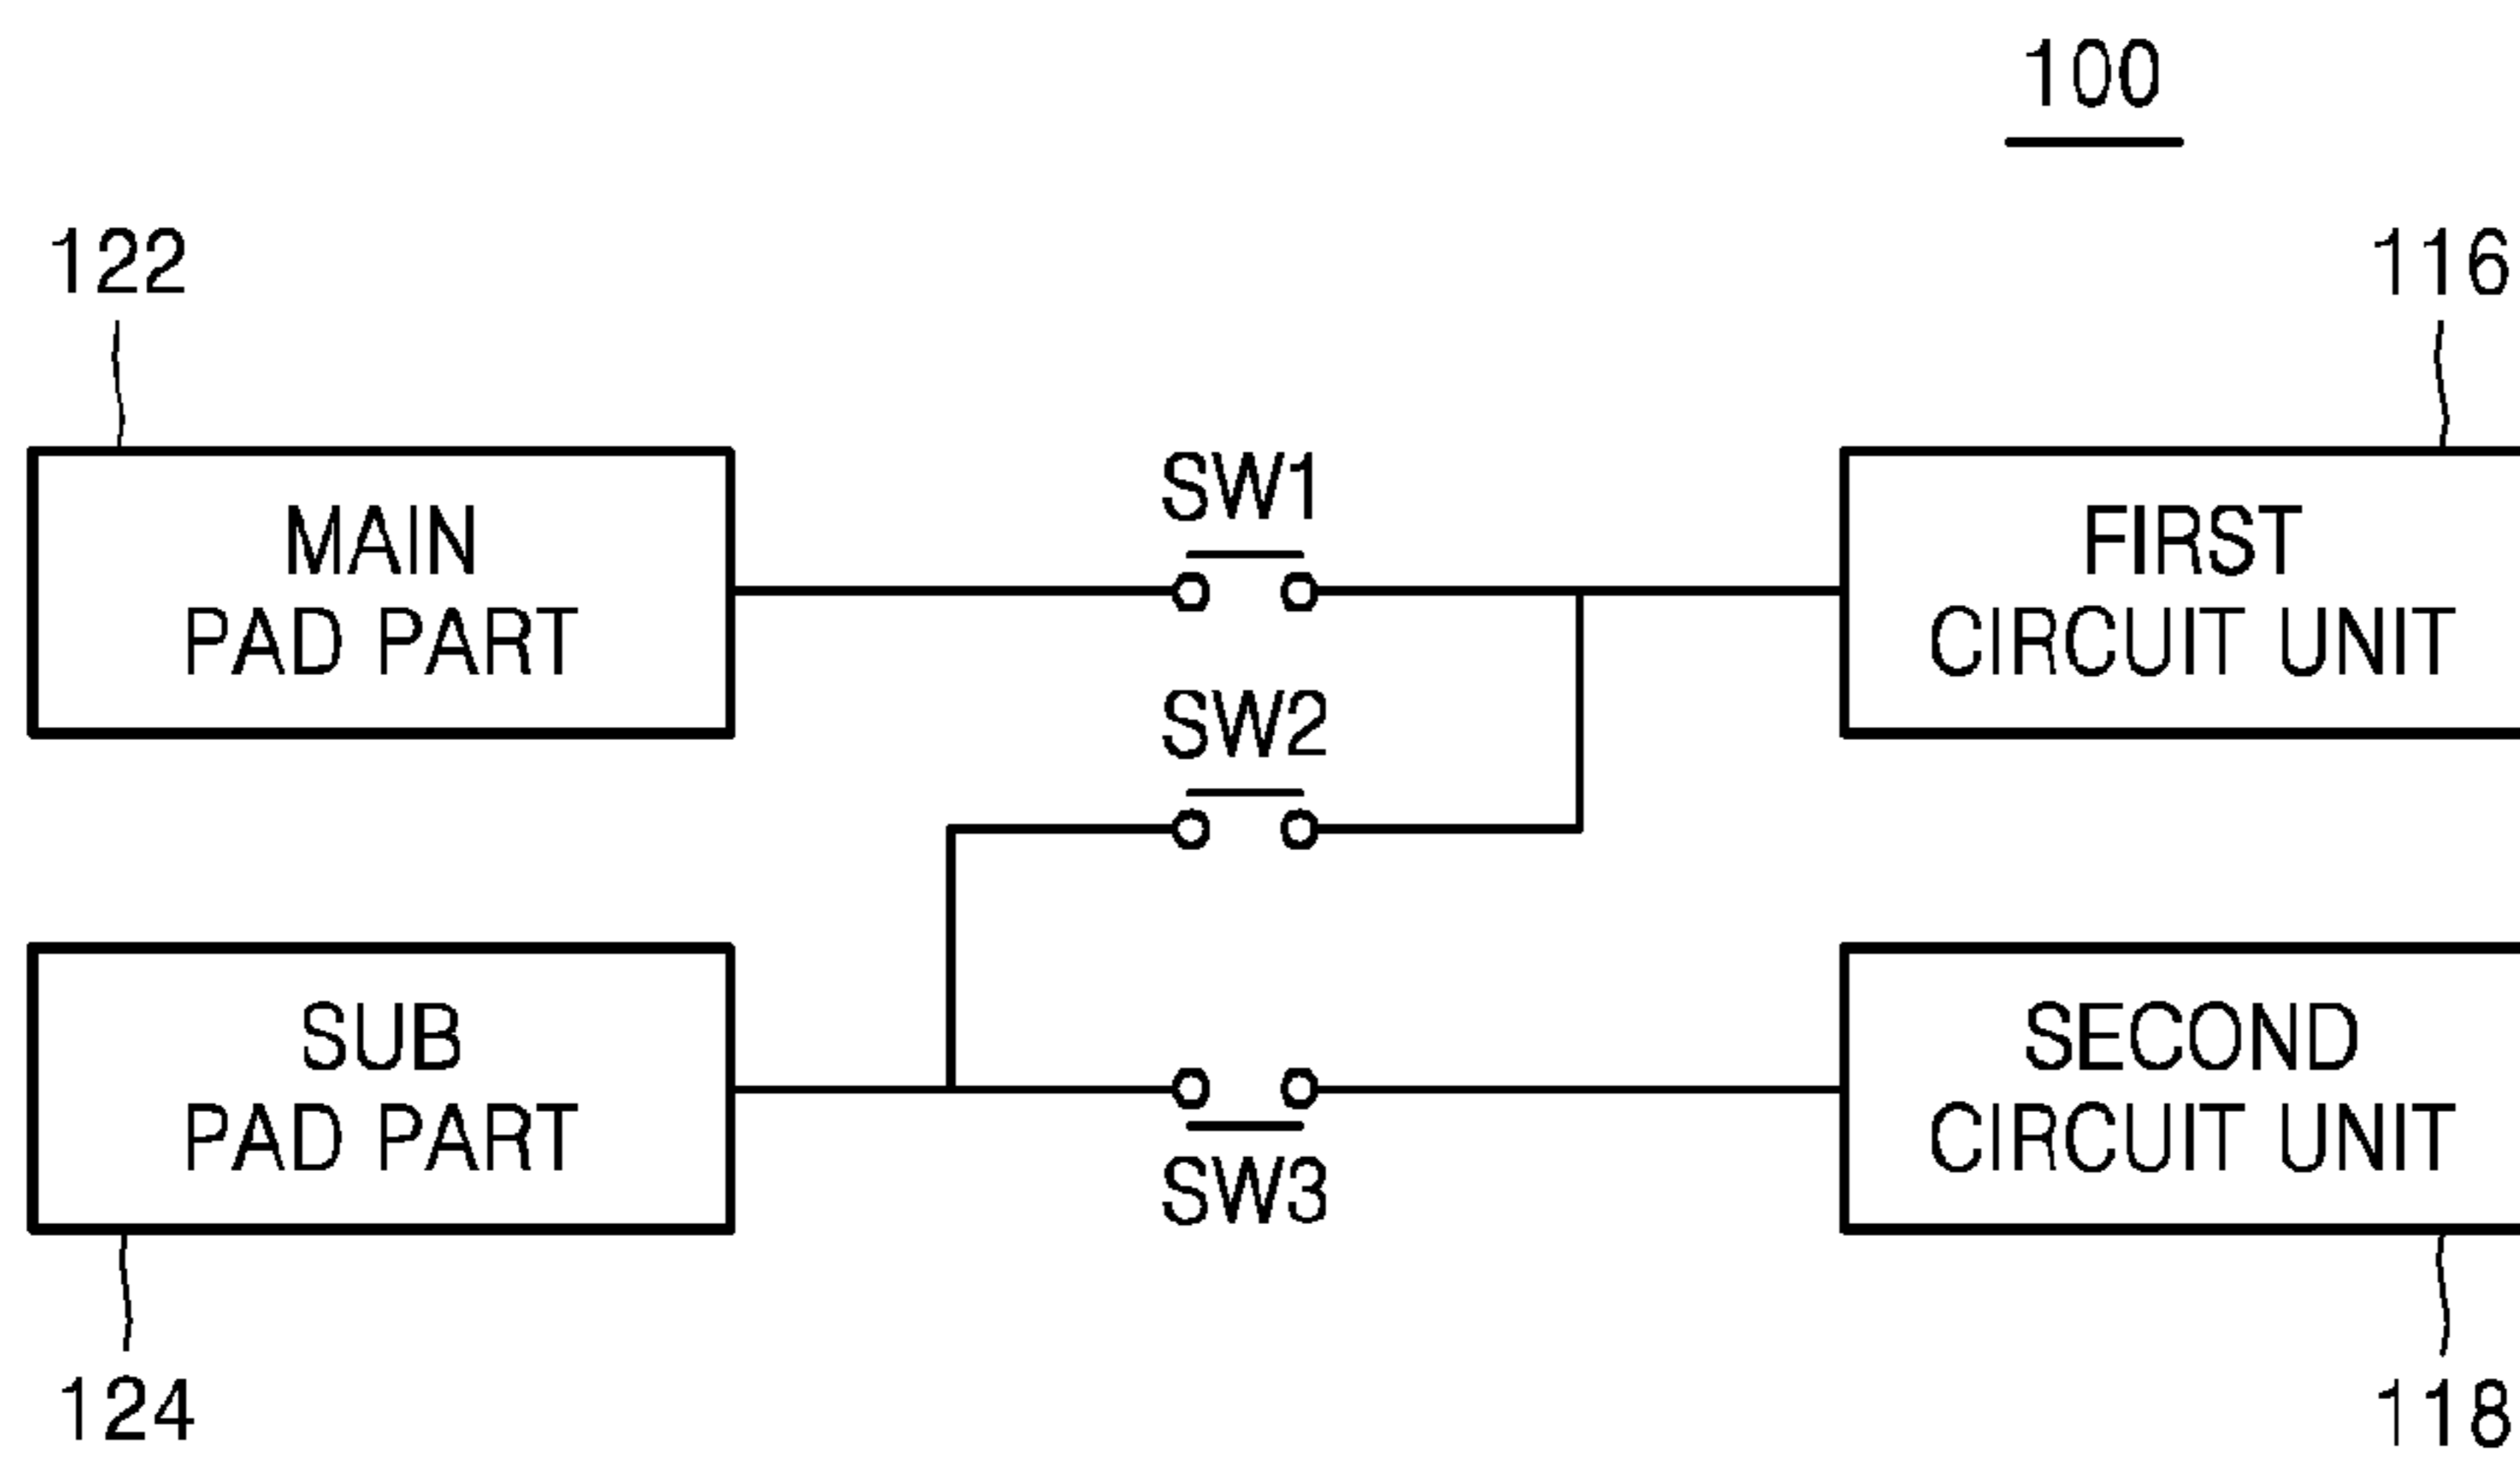 100
122
116
MAIN
PAD PART
SW1
FIRST
CIRCUIT UNIT
SW2
SUB
PAD PART
SECOND
CIRCUIT UNIT
SW3
124
118